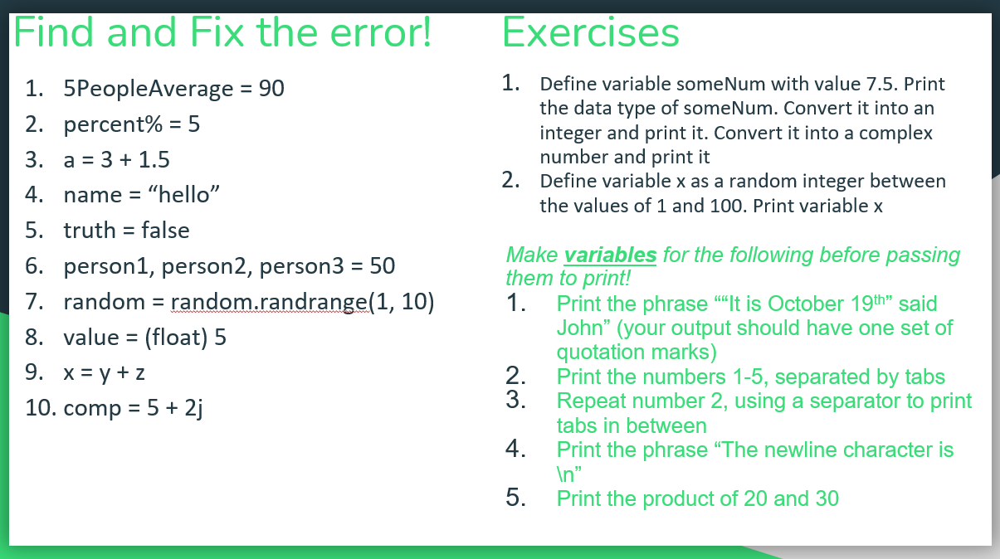 Find and Fix the error!
1. 5PeopleAverage = 90
2. percent% = 5
3. a = 3 + 1.5
4. name = “hello”
5. truth = false
6. person1, person2, person3 = 50
7. random = random.randrange(1, 10)
8. value = (float) 5
9. x = y + z
10. comp = 5 + 2j
Exercises
1. Define variable someNum with value 7.5. Print
the data type of someNum. Convert it into an
integer and print it. Convert it into a complex
number and print it
2. Define variable x as a random integer between
the values of 1 and 100. Print variable x
Make variables for the following before passing
them to print!
1. Print the phrase ““It is October 19th” said
John” (your output should have one set of
quotation marks)
2. Print the numbers 1-5, separated by tabs
3. Repeat number 2, using a separator to print
tabs in between
4. Print the phrase “The newline character is
\n”
5. Print the product of 20 and 30